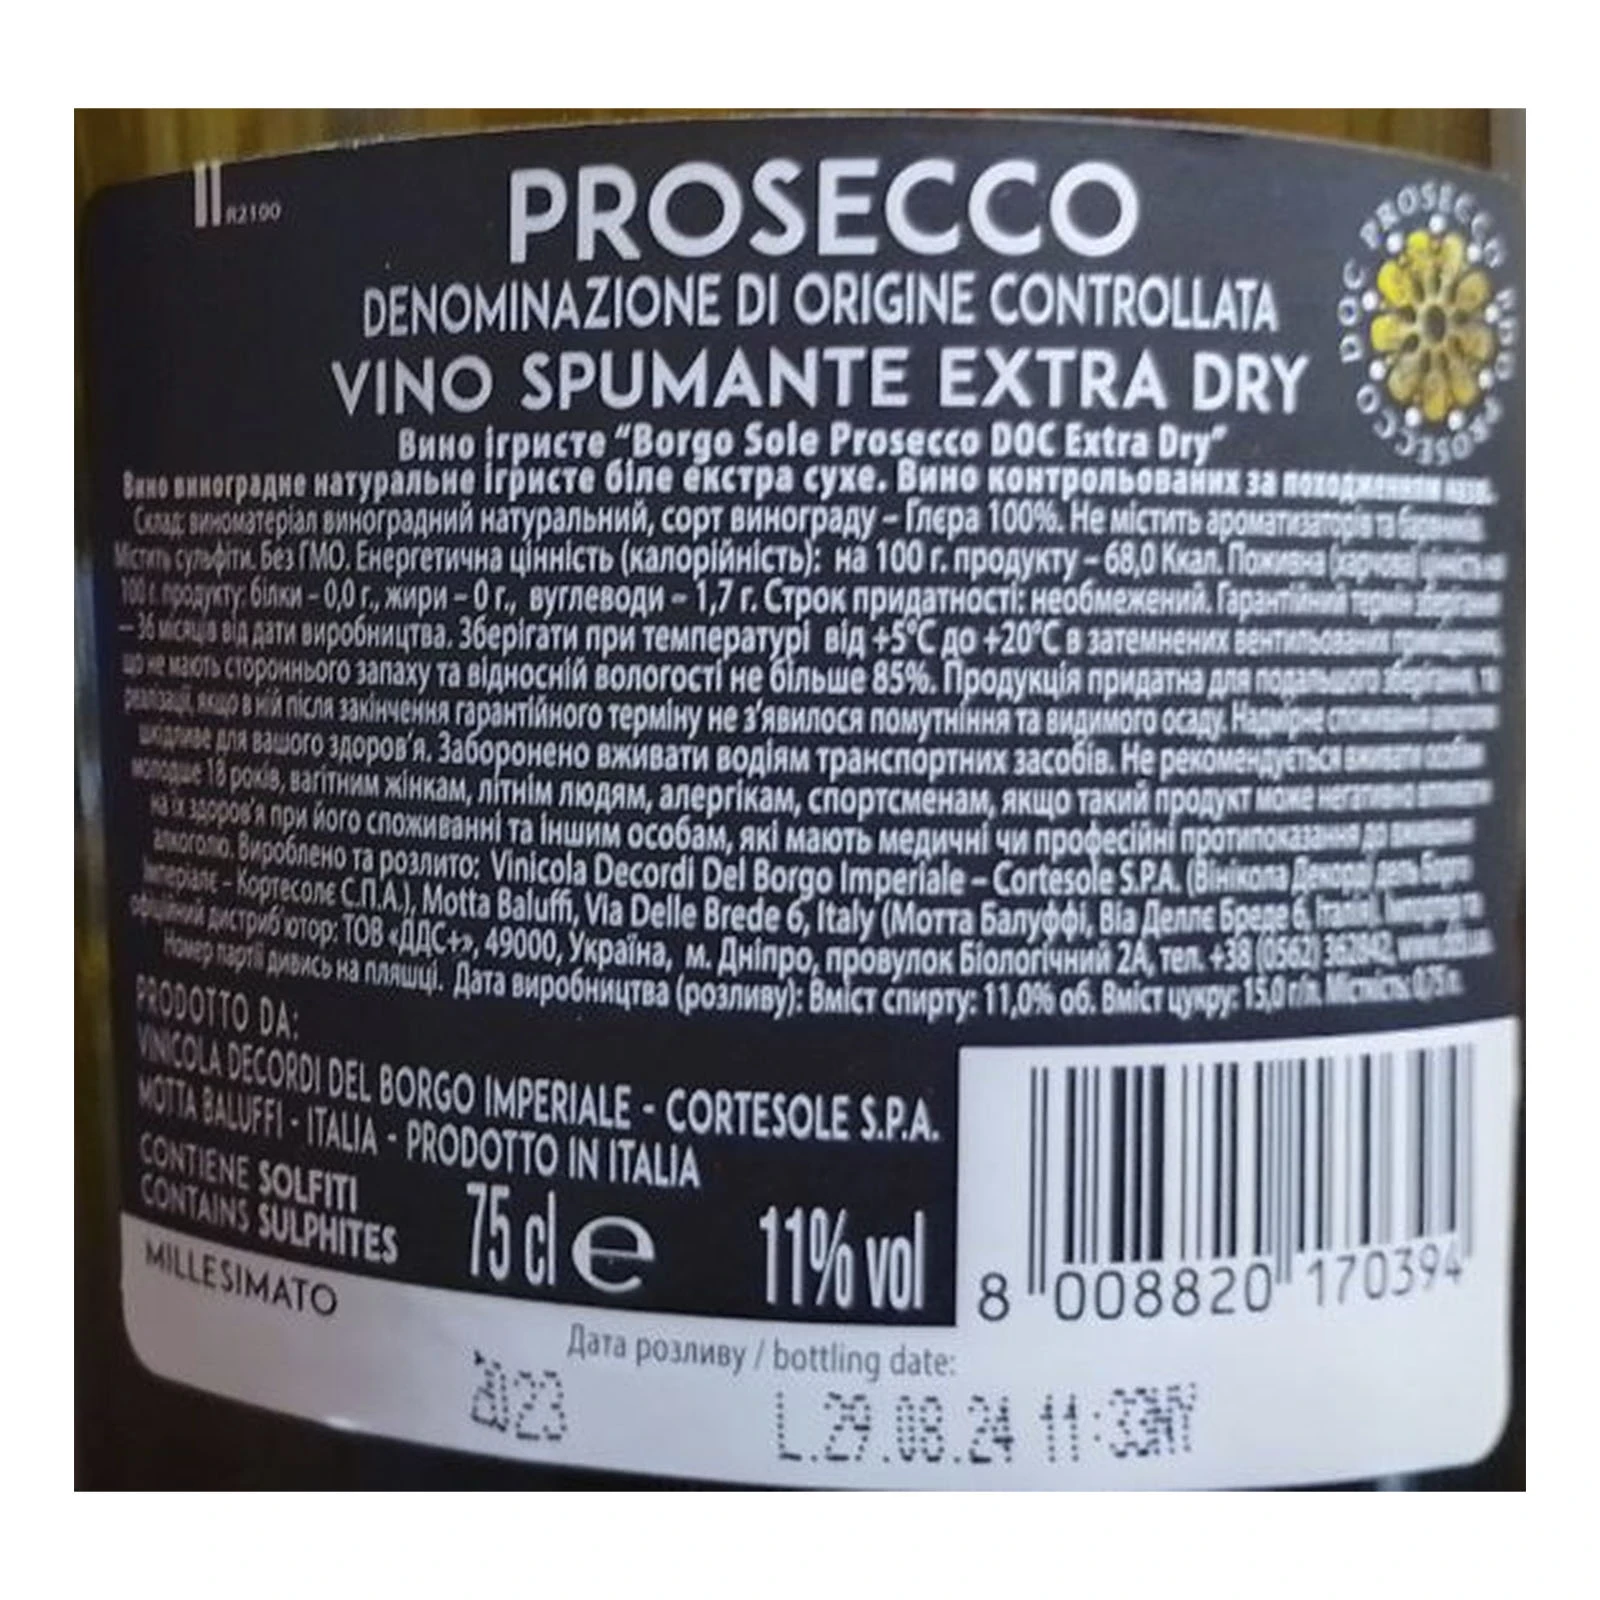 R2100
PROSECCO
DENOMINAZIONE DI ORIGINE CONTROLLATA
VINO SPUMANTE EXTRA DRY
PROSECCO DOC PROSECCO DOC
Вино ігристе “Borgo Sole Prosecco DOC Extra Dry”
Вино виноградне натуральне ігристе біле екстра сухе. Вино контрольованих за походженням назв.
Склад: виноматеріал виноградний натуральний, сорт винограду – Глєра 100%. Не містить ароматизаторів та барвників.
Містить сульфіти. Без ГМО. Енергетична цінність (калорійність): на 100 г. продукту – 68,0 Ккал. Поживна (харчова) цінність на
100 г. продукту: білки – 0,0 г., жири – 0 г., вуглеводи – 1,7 г. Строк придатності: необмежений. Гарантійний термін зберігання
– 36 місяців від дати виробництва. Зберігати при температурі від +5°С до +20°С в затемнених вентильованих приміщеннях,
що не мають стороннього запаху та відносній вологості не більше 85%. Продукція придатна для подальшого зберігання, та
реалізації, якщо в ній після закінчення гарантійного терміну не з’явилося помутніння та видимого осаду. Надмірне споживання алкоголю
шкідливе для вашого здоров’я. Заборонено вживати водіям транспортних засобів. Не рекомендується вживати особам
молодше 18 років, вагітним жінкам, літнім людям, алергікам, спортсменам, якщо такий продукт може негативно вплинути
на їх здоров’я при його споживанні та іншим особам, які мають медичні чи професійні протипоказання до вживання
алкоголю. Вироблено та розлито: Vinicola Decordi Del Borgo Imperiale – Cortesole S.P.A. (Вінікола Декорді дель Борго
Імперіалє – Кортесолє С.П.А.), Motta Baluffi, Via Delle Brede 6, Italy (Мотта Балуффі, Віа Деллє Бреде 6, Італія). Імпортер та
офіційний дистриб’ютор: ТОВ «ДДС+», 49000, Україна, м. Дніпро, провулок Біологічний 2А, тел. +38 (0562) 362842,
Номер партії дивись на пляшці. Дата виробництва (розливу): Вміст спирту: 11,0% об. Вміст цукру: 15,0 г/л. Місткість: 0,75 л.
PRODOTTO DA:
VINICOLA DECORDI DEL BORGO IMPERIALE - CORTESOLE S.P.A.
MOTTA BALUFFI - ITALIA - PRODOTTO IN ITALIA
CONTIENE SOLFITI
CONTAINS SULPHITES
75 cl e 11% vol
8 008820 170394
MILLESIMATO
Дата розливу / bottling date:
L.29.08.24 11: